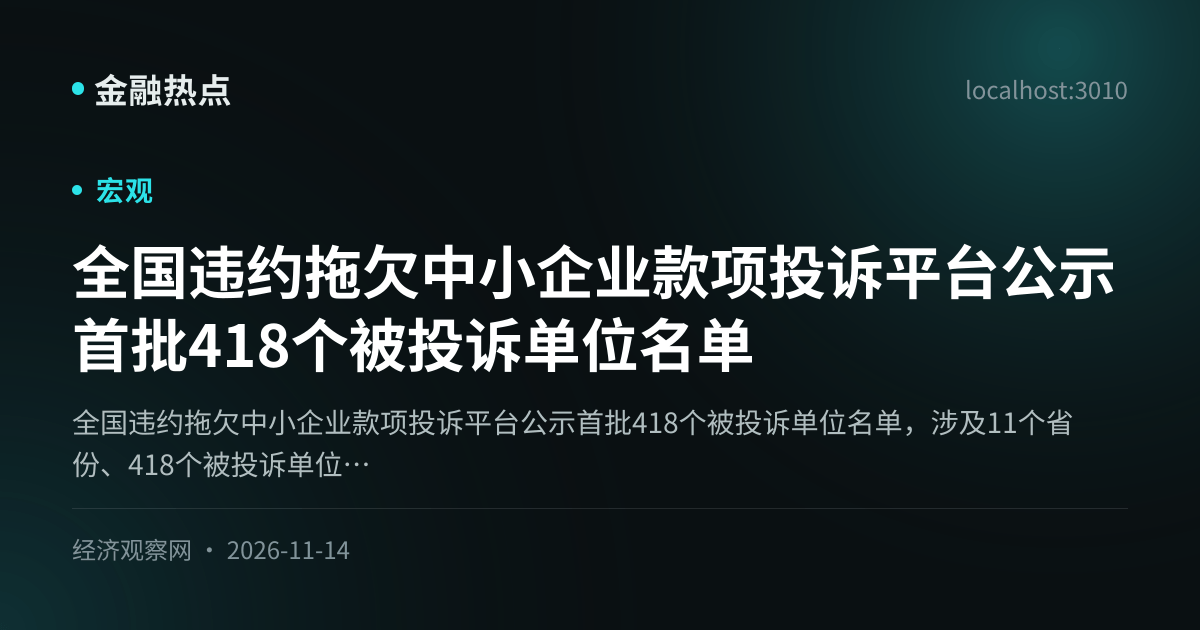 金融热点
localhost:3010
宏观
全国违约拖欠中小企业款项投诉平台公示
首批418个被投诉单位名单
全国违约拖欠中小企业款项投诉平台公示首批418个被投诉单位名单，涉及11个省
份、418个被投诉单位…
经济观察网 · 2026-11-14